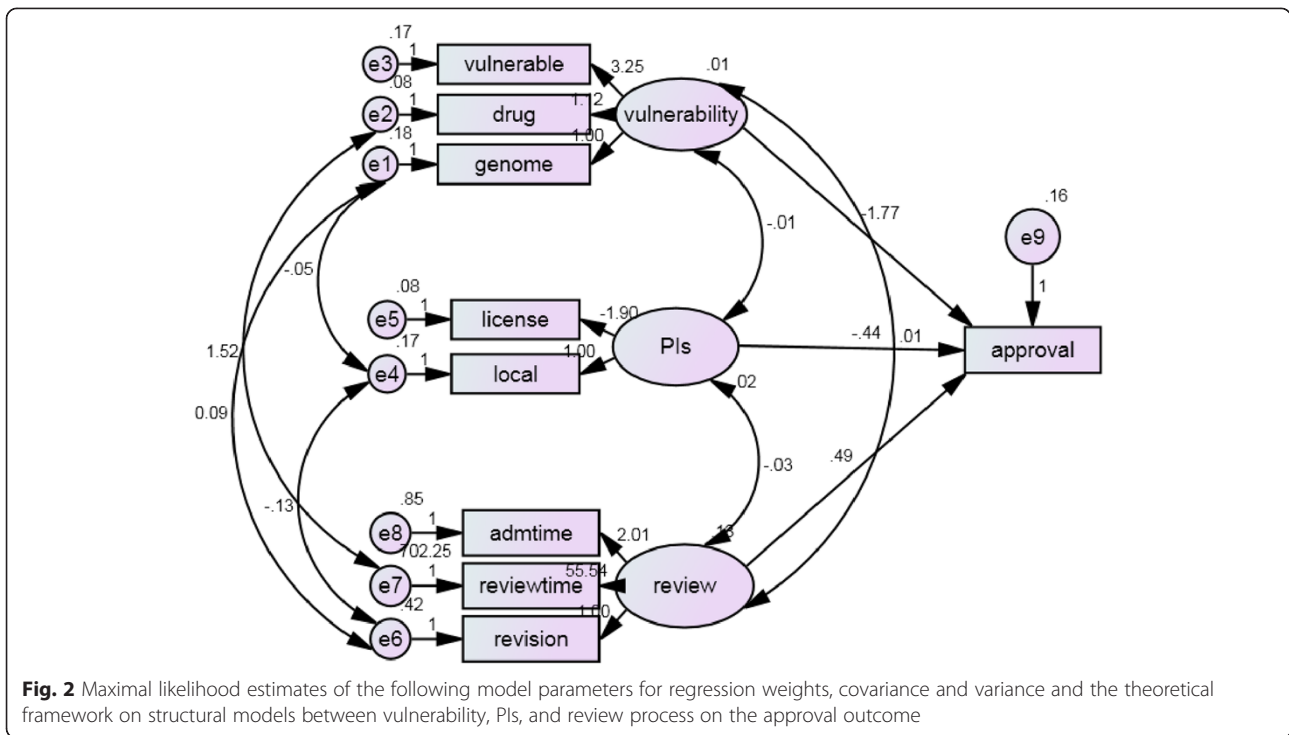 .17
e3 1 vulnerable 3.25 .01
.08
e2 1 drug 1.12 vulnerability
.18 1.00
e1 1 genome
-1.77
.16
e9
-.01
1
-.05
.08
e5 1 license -1.90
.17
e4 1 local 1.00 PIs -.44 .01 approval
1.52
.02
0.09
-.03 .49
-.13
.85
e8 1 admtime 2.01 .13
702.25
e7 1 reviewtime 55.54 review
.42 1.00
e6 1 revision
Fig. 2 Maximal likelihood estimates of the following model parameters for regression weights, covariance and variance and the theoretical
framework on structural models between vulnerability, PIs, and review process on the approval outcome